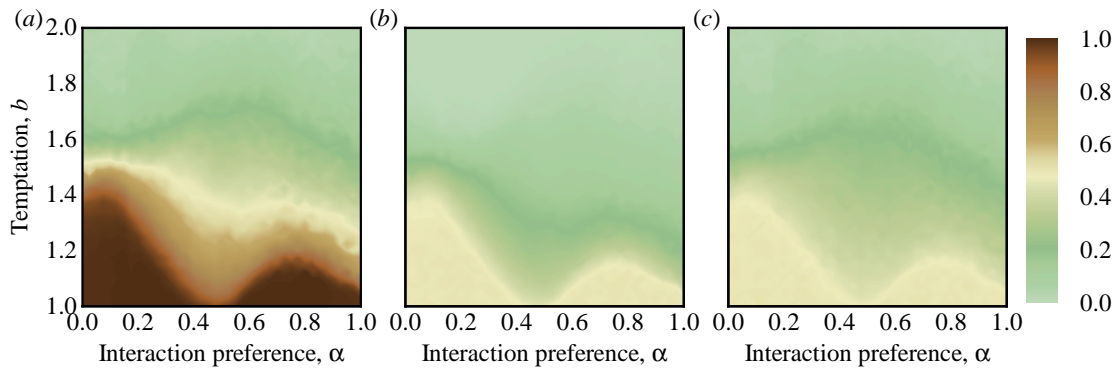 (a)
(b)
(c)
2.0
1.8
1.6
1.4
1.2
1.0
Temptation, b
0.0 0.2 0.4 0.6 0.8 1.0
Interaction preference, α
0.0 0.2 0.4 0.6 0.8 1.0
Interaction preference, α
0.0 0.2 0.4 0.6 0.8 1.0
Interaction preference, α
1.0
0.8
0.6
0.4
0.2
0.0